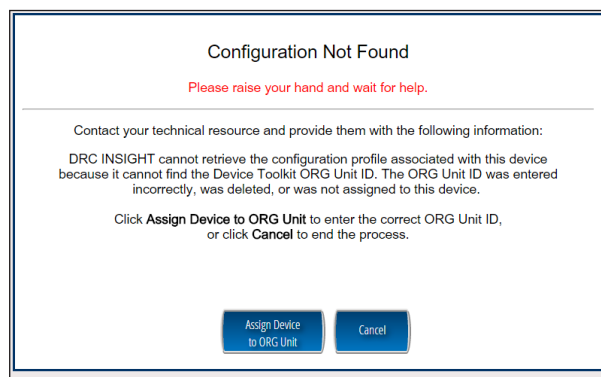 Configuration Not Found
Please raise your hand and wait for help.
Contact your technical resource and provide them with the following information:
DRC INSIGHT cannot retrieve the configuration profile associated with this device
because it cannot find the Device Toolkit ORG Unit ID. The ORG Unit ID was entered
incorrectly, was deleted, or was not assigned to this device.
Click Assign Device to ORG Unit to enter the correct ORG Unit ID,
or click Cancel to end the process.
Assign Device
to ORG Unit
Cancel